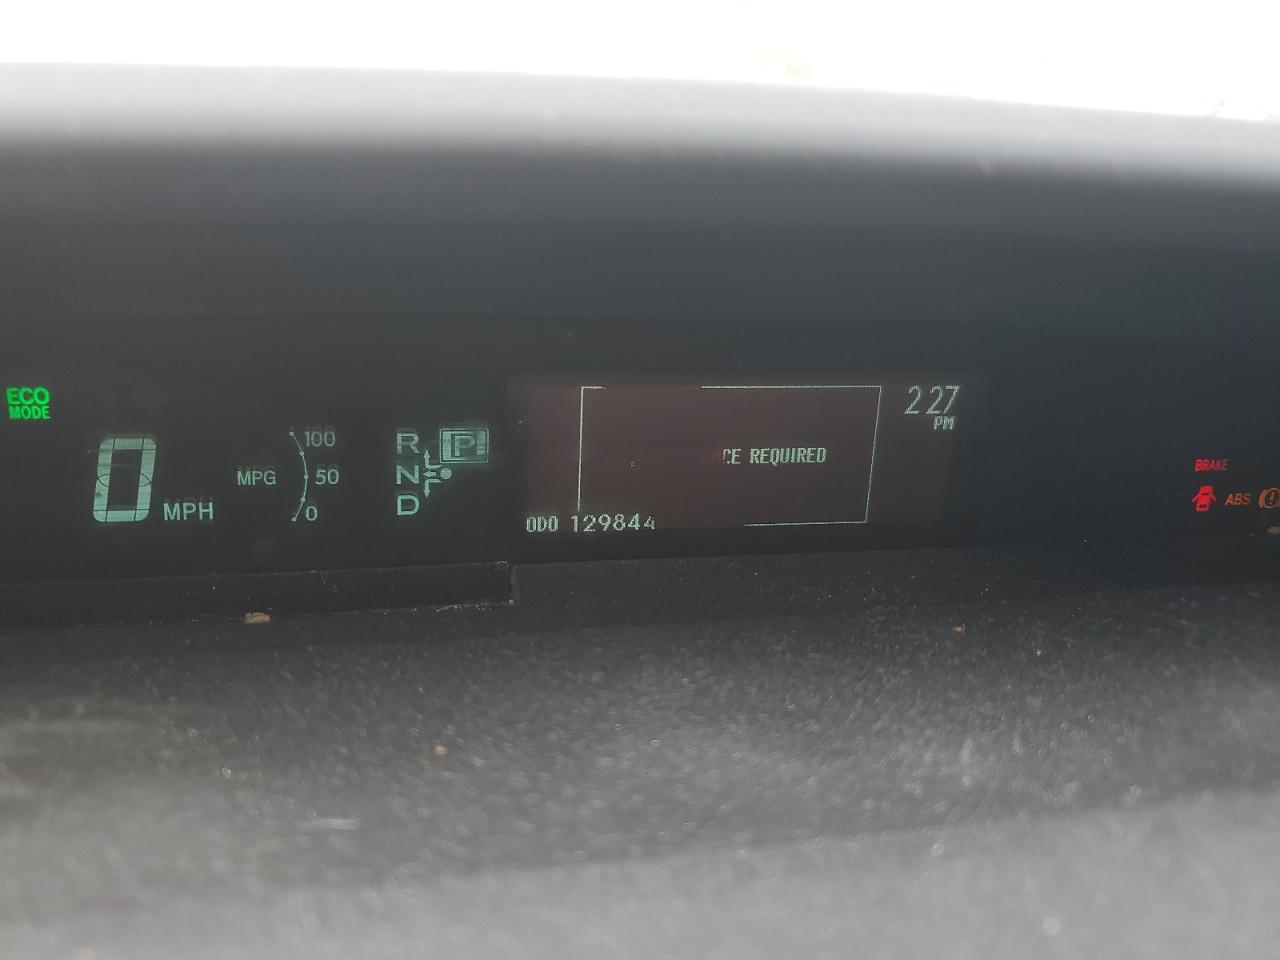 ECO
MODE
0
MPH
MPG
100
50
0
R
N
D
P
CE REQUIRED
ODO 129844
2 27
PM
BRAKE
ABS